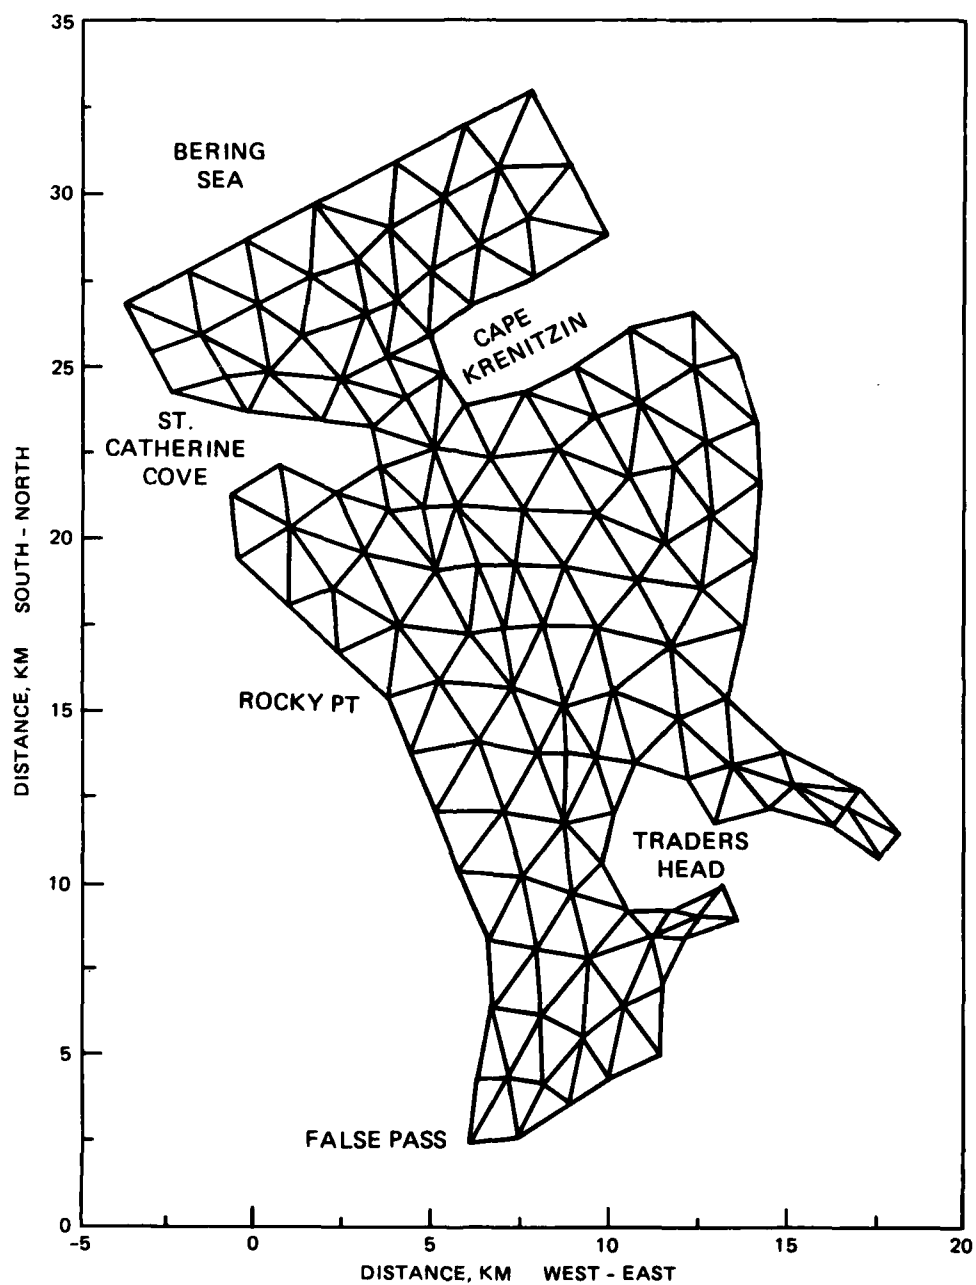 35
BERING
SEA
30
CAPE
KRENITZIN
25
ST.
CATHERINE
COVE
20
DISTANCE, KM SOUTH - NORTH
ROCKY PT
15
TRADERS
HEAD
10
5
FALSE PASS
0
-5 0 5 10 15 20
DISTANCE, KM WEST - EAST